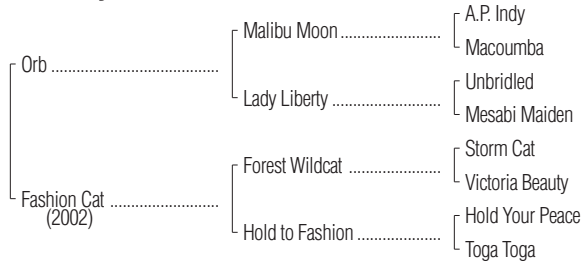 A.P. Indy
Malibu Moon
Macoumba
Orb
Unbridled
Lady Liberty
Mesabi Maiden
Storm Cat
Forest Wildcat
Victoria Beauty
Fashion Cat
(2002)
Hold Your Peace
Hold to Fashion
Toga Toga